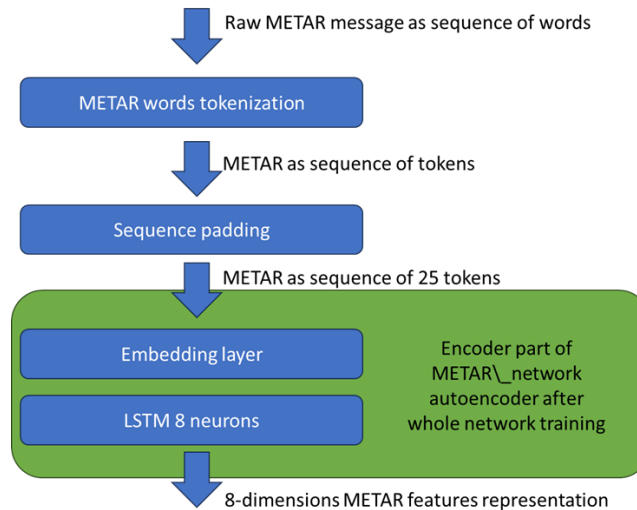 Raw METAR message as sequence of words
METAR words tokenization
METAR as sequence of tokens
Sequence padding
METAR as sequence of 25 tokens
Embedding layer
LSTM 8 neurons
Encoder part of
METAR\_network
autoencoder after
whole network training
8-dimensions METAR features representation